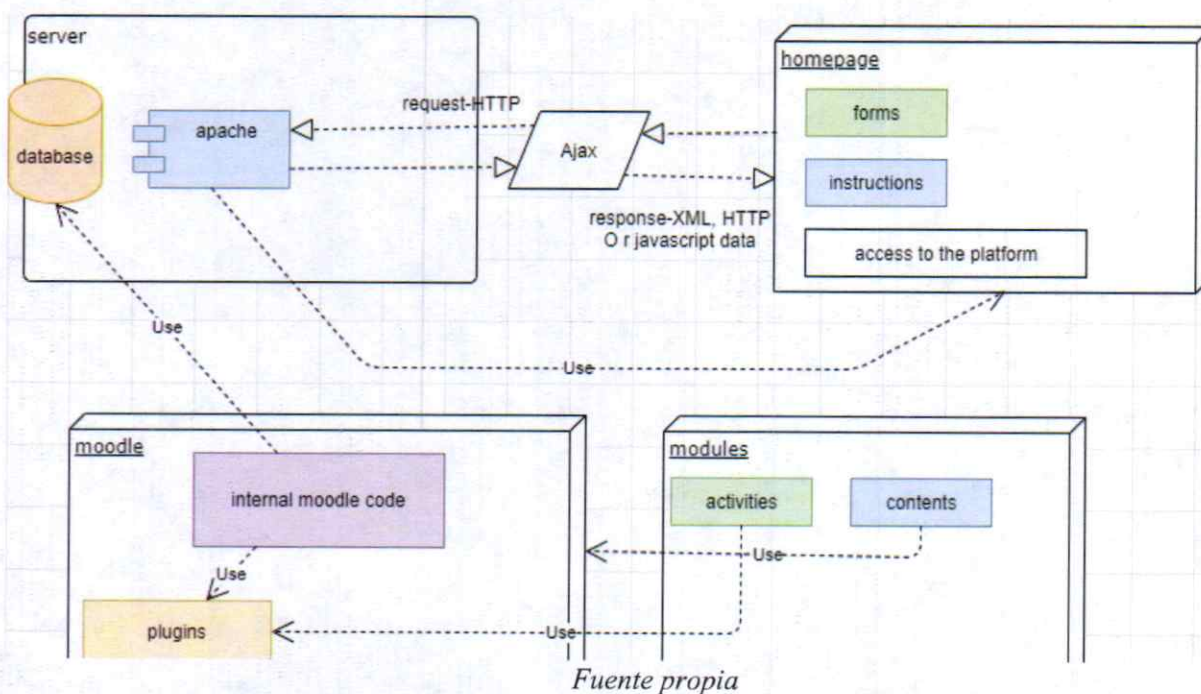 server
database
apache
request-HTTP
Ajax
response-XML, HTTP
O r javascript data
homepage
forms
instructions
access to the platform
Use
Use
moodle
internal moodle code
Use
plugins
modules
activities
contents
Use
Use
Fuente propia